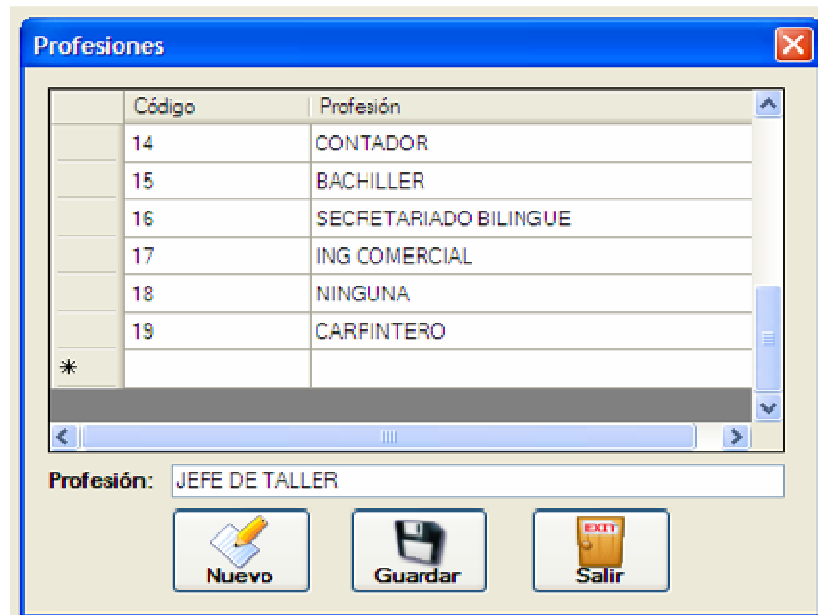 Profesiones
Código Profesión
14 CONTADOR
15 BACHILLER
16 SECRETARIADO BILINGUE
17 ING COMERCIAL
18 NINGUNA
19 CARPINTERO
*
Profesión: JEFE DE TALLER
EXIT
Nuevo Guardar Salir